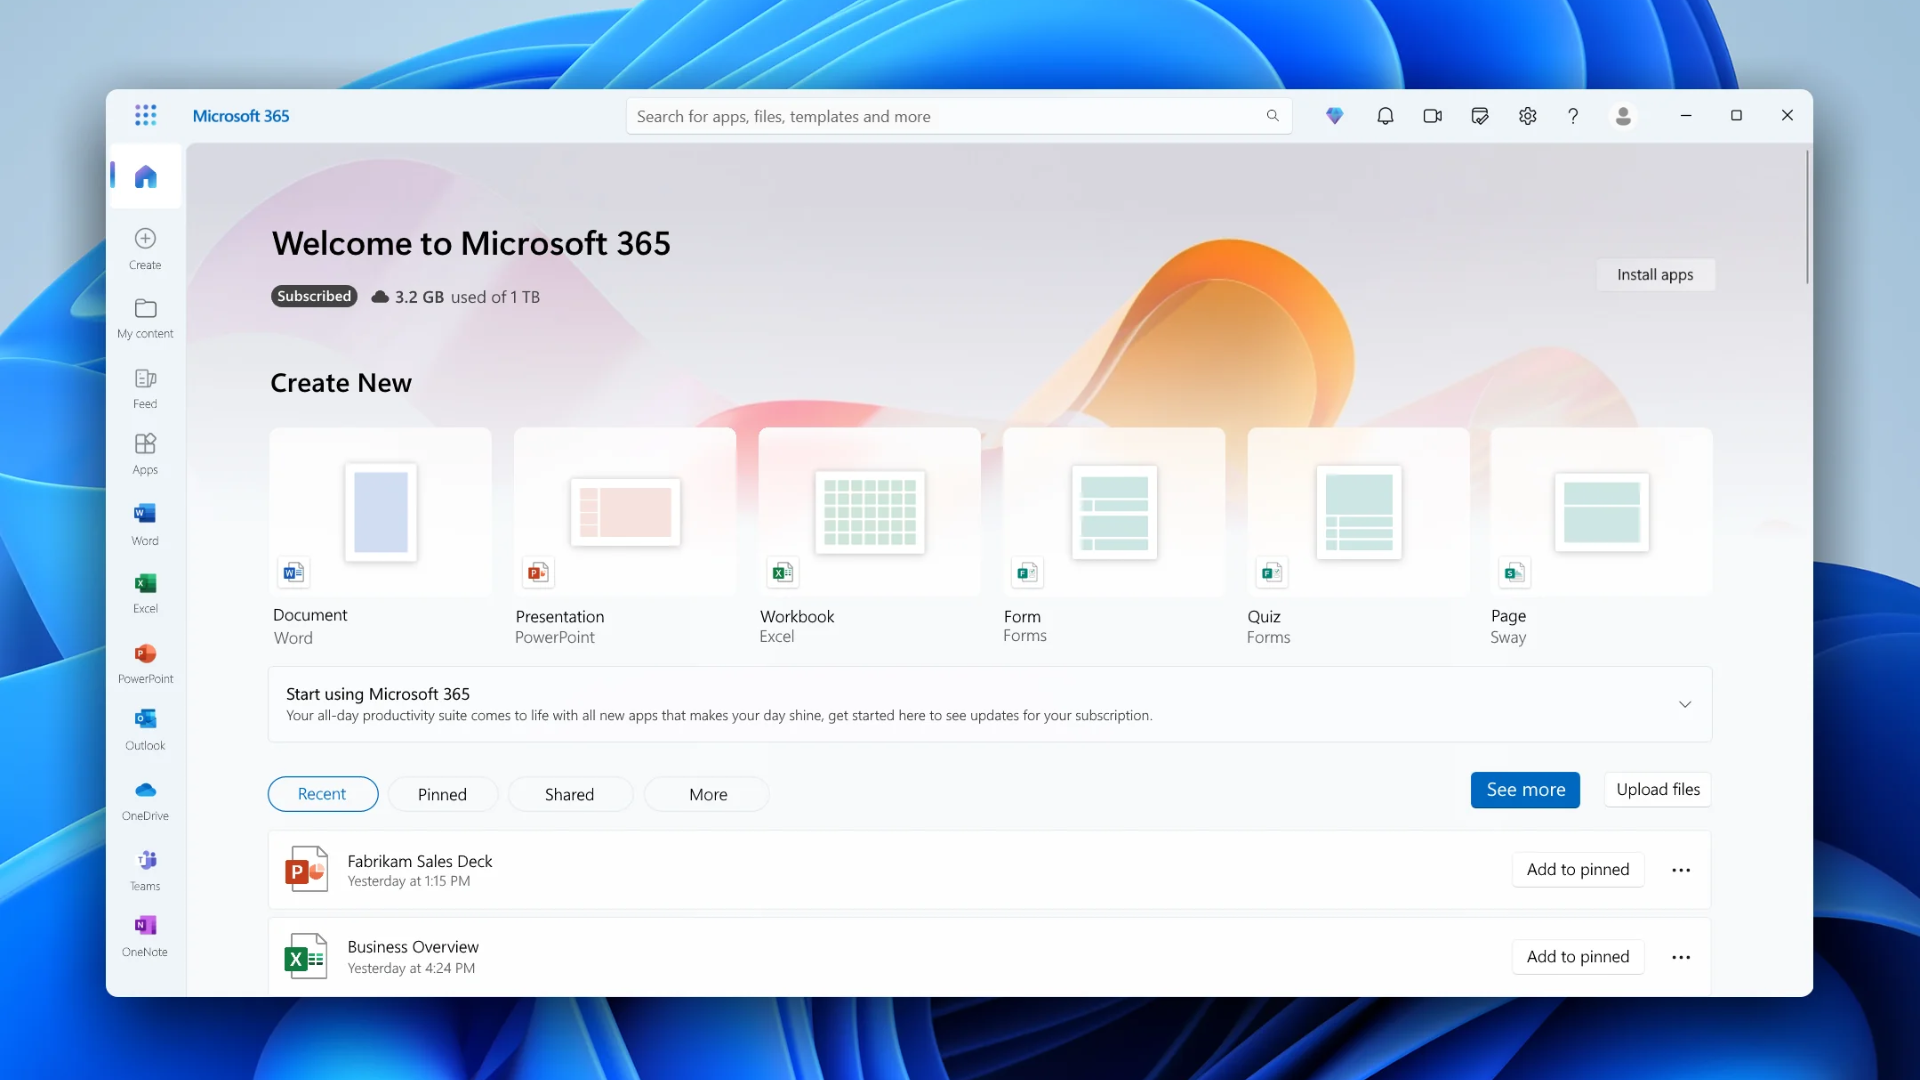 Microsoft 365
Search for apps, files, templates and more
Create
My content
Feed
Apps
Word
Excel
PowerPoint
Outlook
OneDrive
Teams
OneNote
Welcome to Microsoft 365
Subscribed 3.2 GB used of 1 TB
Install apps
Create New
Document
Word
Presentation
PowerPoint
Workbook
Excel
Form
Forms
Quiz
Forms
Page
Sway
Start using Microsoft 365
Your all-day productivity suite comes to life with all new apps that makes your day shine, get started here to see updates for your subscription.
Recent Pinned Shared More See more Upload files
Fabrikam Sales Deck
Yesterday at 1:15 PM
Add to pinned
Business Overview
Yesterday at 4:24 PM
Add to pinned